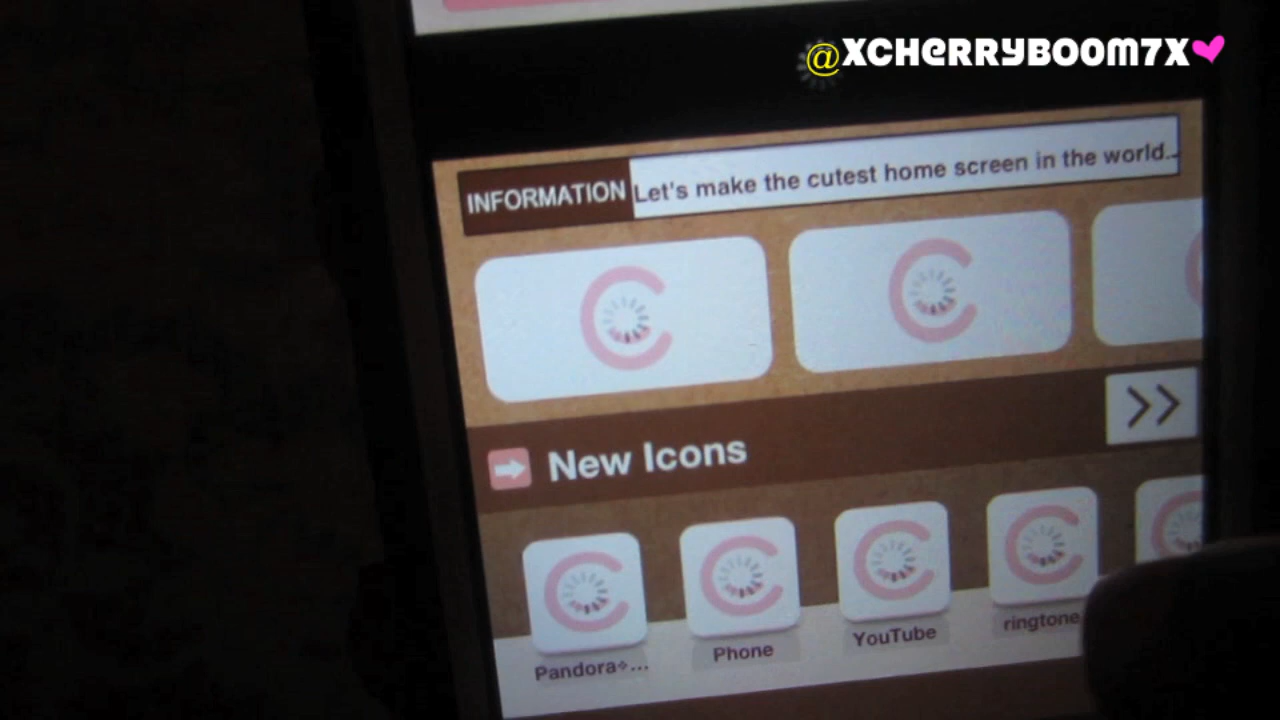 @XCHERRYBOOM7X
INFORMATION Let's make the cutest home screen in the world..
>>
New Icons
Pandora✧...
Phone
YouTube
ringtone